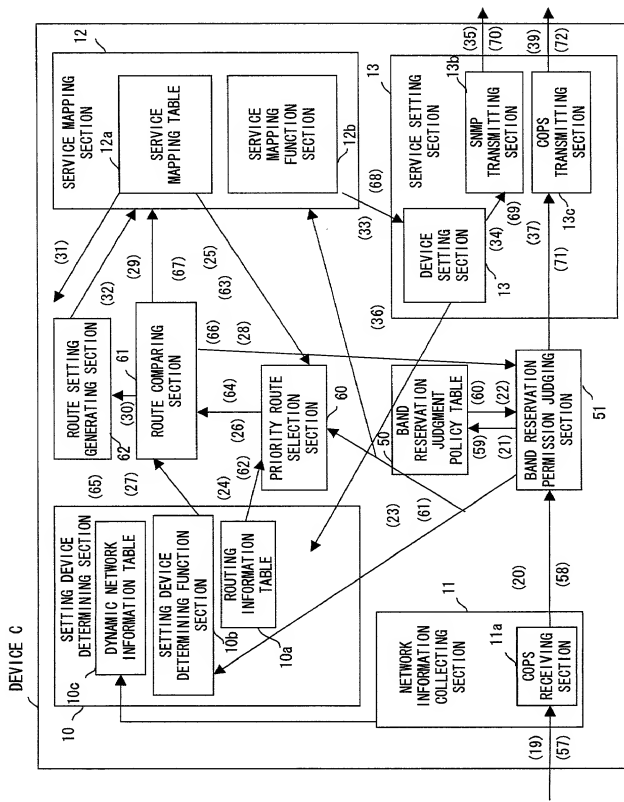 DEVICE C
10
SETTING DEVICE
DETERMINING SECTION
10c
DYNAMIC NETWORK
INFORMATION TABLE
SETTING DEVICE
DETERMINING FUNCTION
SECTION
10b
ROUTING
INFORMATION
TABLE
10a
(65)
(27)
(24)
(62)
62
ROUTE SETTING
GENERATING SECTION
(30)
61
ROUTE COMPARING
SECTION
(64)
(26)
PRIORITY ROUTE
SELECTION
SECTION
60
(31)
(32)
(29)
(67)
(25)
(63)
(66)
(28)
12
SERVICE MAPPING
SECTION
12a
SERVICE
MAPPING TABLE
SERVICE
MAPPING
FUNCTION
SECTION
12b
(68)
(33)
(36)
13
SERVICE SETTING
SECTION
DEVICE
SETTING
SECTION
13
(34)
(69)
13b
SNMP
TRANSMITTING
SECTION
(35)
(70)
COPS
TRANSMITTING
SECTION
13c
(39)
(72)
(37)
(71)
50
BAND
RESERVATION
JUDGMENT
POLICY TABLE
(59)
(21)
(60)
(22)
(23)
(61)
BAND RESERVATION
PERMISSION JUDGING
SECTION
51
11
NETWORK
INFORMATION
COLLECTING
SECTION
11a
COPS
RECEIVING
SECTION
(20)
(58)
(19)
(57)